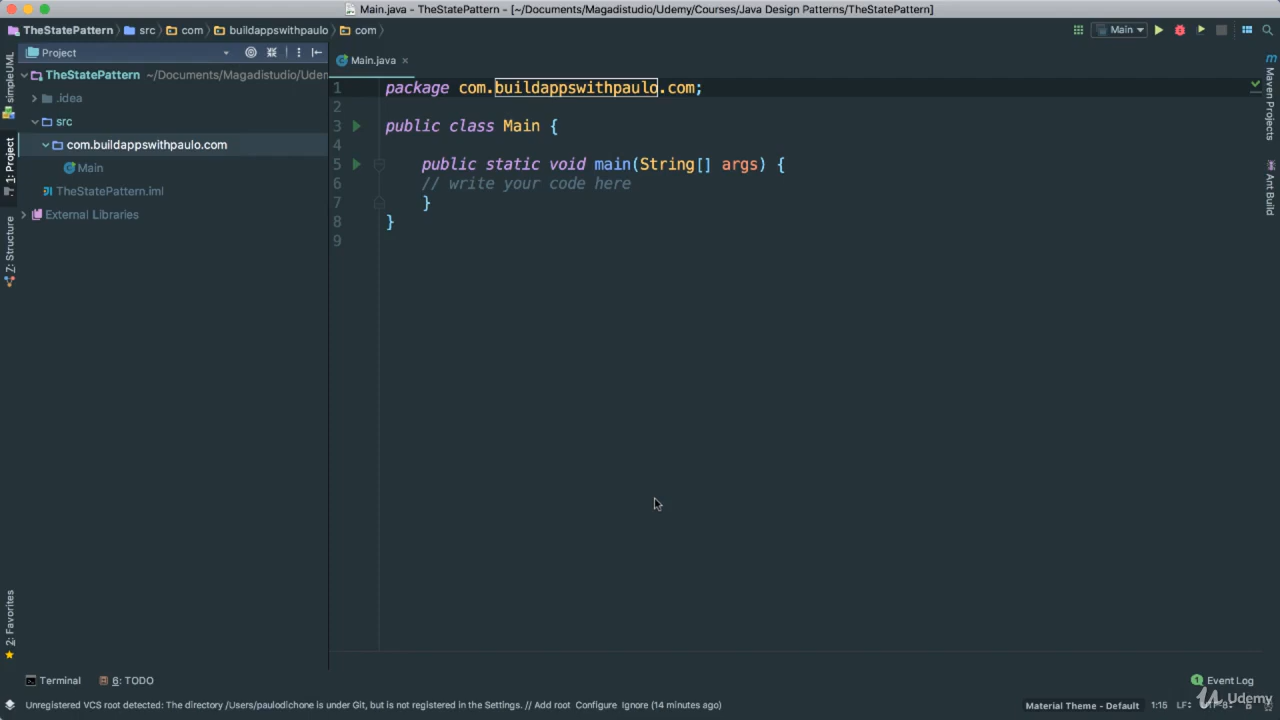 Main.java - TheStatePattern - [~/Documents/Magadistudio/Udemy/Courses/Java Design Patterns/TheStatePattern]
TheStatePattern src com buildappswithpaulo com Main
Project
Main.java
simpleUML
1: Project
Z: Structure
2: Favorites
TheStatePattern ~/Documents/Magadistudio/Uden
.idea
src
com.buildappswithpaulo.com
Main
TheStatePattern.iml
External Libraries
1 package com.buildappswithpaulo.com;
2
3 public class Main {
4
5 public static void main(String[] args) {
6 // write your code here
7 }
8 }
9
Maven Projects
Ant Build
Terminal
6: TODO
1 Event Log
Unregistered VCS root detected: The directory /Users/paulodichone is under Git, but is not registered in the Settings. // Add root Configure Ignore (14 minutes ago)
Material Theme - Default 1:15 LF÷
Udemy